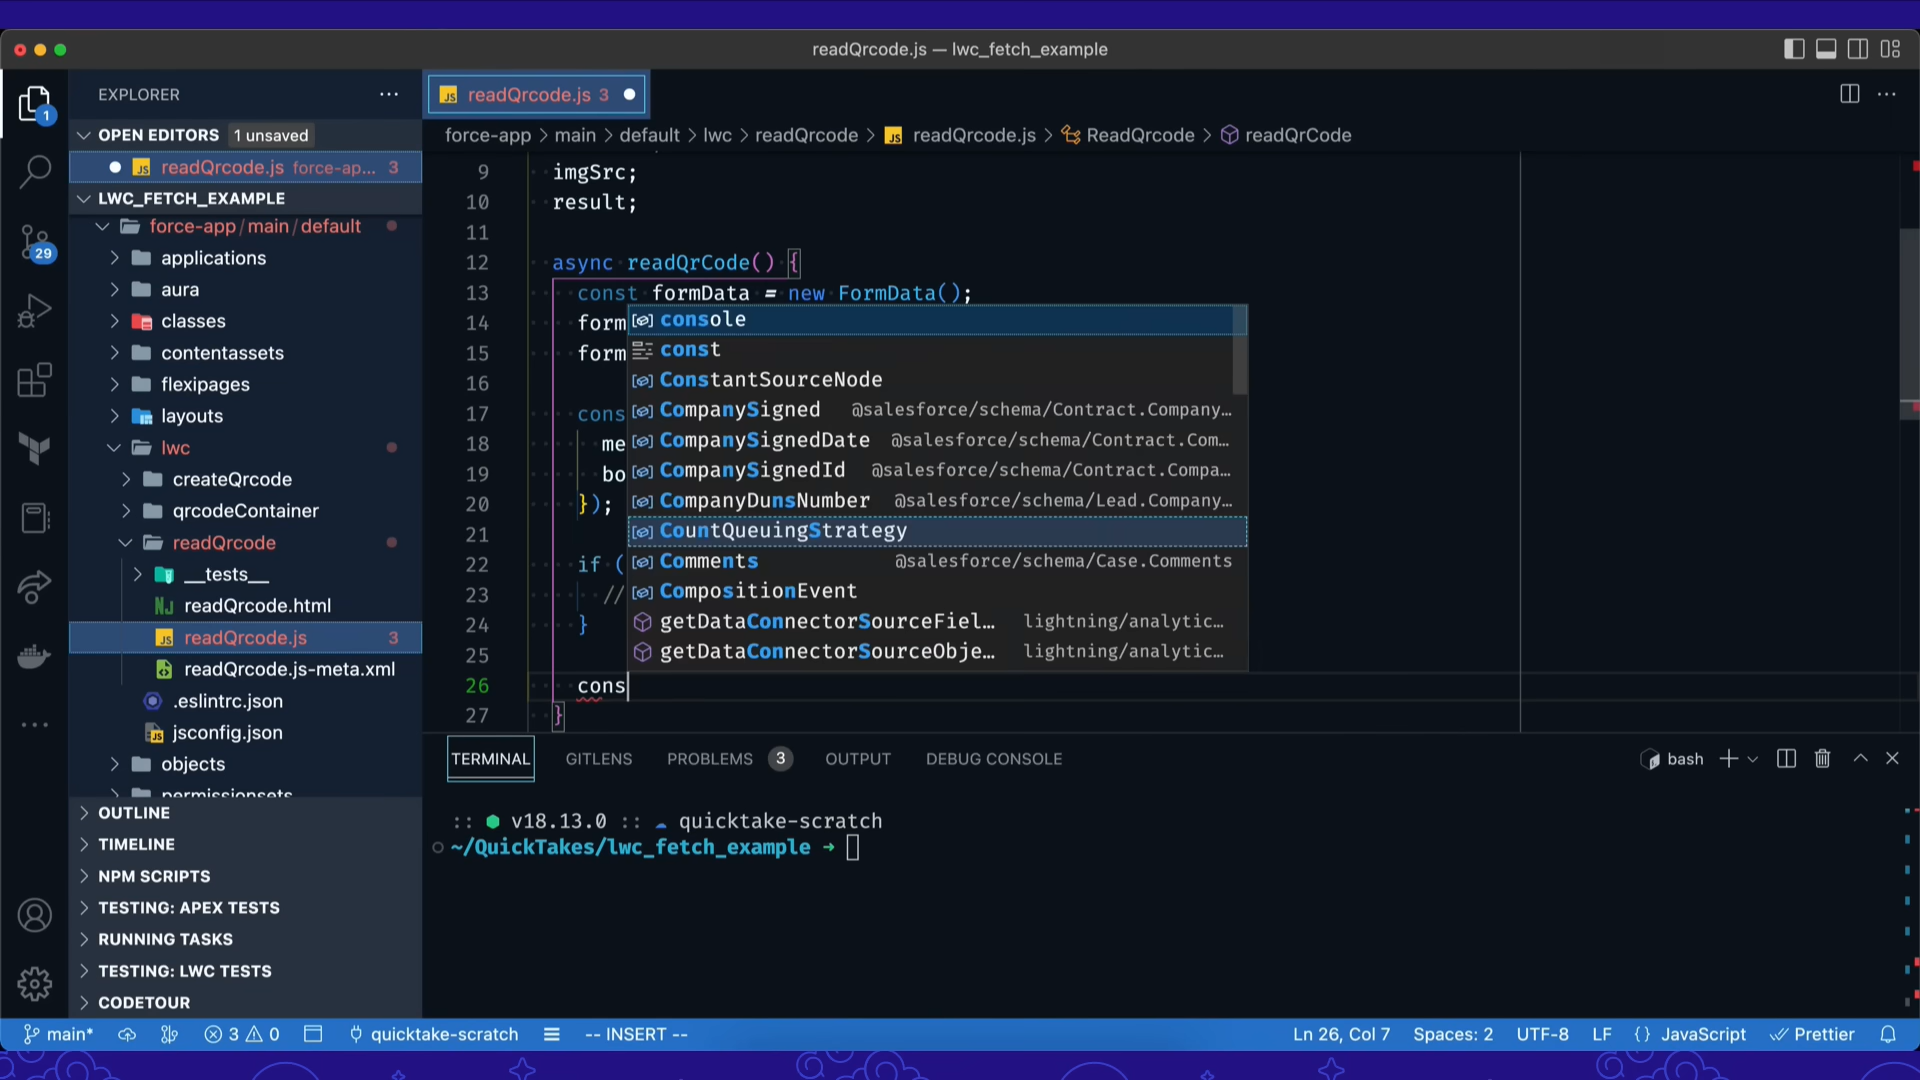 readQrcode.js — lwc_fetch_example
EXPLORER
OPEN EDITORS 1 unsaved
readQrcode.js force-ap... 3
LWC_FETCH_EXAMPLE
force-app / main / default
applications
aura
classes
contentassets
flexipages
layouts
lwc
createQrcode
qrcodeContainer
readQrcode
__tests__
readQrcode.html
readQrcode.js 3
readQrcode.js-meta.xml
.eslintrc.json
jsconfig.json
objects
permissionsets
OUTLINE
TIMELINE
NPM SCRIPTS
TESTING: APEX TESTS
RUNNING TASKS
TESTING: LWC TESTS
CODETOUR
1
29
readQrcode.js 3
force-app > main > default > lwc > readQrcode > readQrcode.js > ReadQrcode > readQrCode
9 imgSrc;
10 result;
11
12 async readQrCode() {
13 const formData = new FormData();
14 form
15 form
16
17 cons
18 me
19 bo
20 });
21
22 if (
23 //
24 }
25
26 cons
27 }
console
const
ConstantSourceNode
CompanySigned @salesforce/schema/Contract.Company…
CompanySignedDate @salesforce/schema/Contract.Com…
CompanySignedId @salesforce/schema/Contract.Compa…
CompanyDunsNumber @salesforce/schema/Lead.Company…
CountQueuingStrategy
Comments @salesforce/schema/Case.Comments
CompositionEvent
getDataConnectorSourceFiel… lightning/analytic…
getDataConnectorSourceObje… lightning/analytic…
TERMINAL GITLENS PROBLEMS 3 OUTPUT DEBUG CONSOLE bash
:: v18.13.0 :: quicktake-scratch
~/QuickTakes/lwc_fetch_example →
main* 3 0 quicktake-scratch -- INSERT -- Ln 26, Col 7 Spaces: 2 UTF-8 LF {} JavaScript Prettier